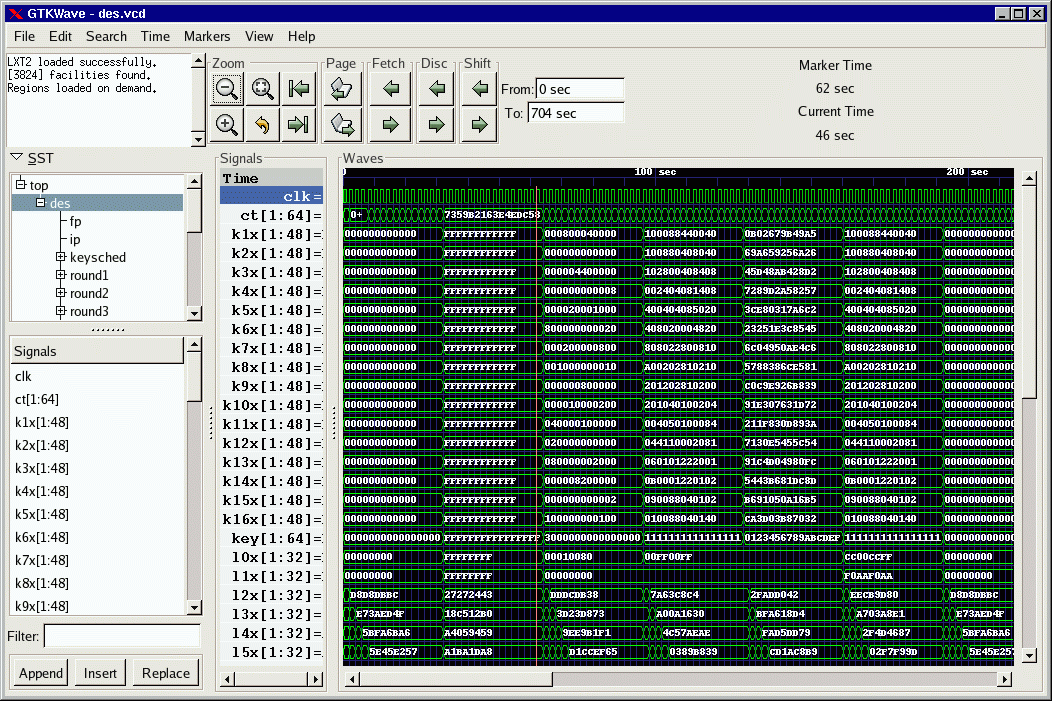 GTKWave - des.vcd
File Edit Search Time Markers View Help
LXT2 loaded successfully.
[3824] facilities found.
Regions loaded on demand.
Zoom Page Fetch Disc Shift
From: 0 sec
To: 704 sec
Marker Time
62 sec
Current Time
46 sec
SST
top
des
fp
ip
keysched
round1
round2
round3
Signals
clk
ct[1:64]
k1x[1:48]
k2x[1:48]
k3x[1:48]
k4x[1:48]
k5x[1:48]
k6x[1:48]
k7x[1:48]
k8x[1:48]
k9x[1:48]
Filter:
Append Insert Replace
Signals Waves
Time 100 sec 200 sec
clk=
ct[1:64]= 0+ 7359B2163E4EDC58
k1x[1:48]= 000000000000 FFFFFFFFFFFF 000800040000 100088440040 0B02679B49A5 100088440040 000000000000
k2x[1:48]= 000000000000 FFFFFFFFFFFF 000000000000 100880408040 69A659256A26 100880408040 000000000000
k3x[1:48]= 000000000000 FFFFFFFFFFFF 000004400000 102800408408 45D48AB428D2 102800408408 000000000000
k4x[1:48]= 000000000000 FFFFFFFFFFFF 000000000008 002404081408 7289D2A58257 002404081408 000000000000
k5x[1:48]= 000000000000 FFFFFFFFFFFF 000020001000 400404085020 3CE80317A6C2 400404085020 000000000000
k6x[1:48]= 000000000000 FFFFFFFFFFFF 800000000020 408020004820 23251E3C8545 408020004820 000000000000
k7x[1:48]= 000000000000 FFFFFFFFFFFF 000200000800 808022800810 6C04950AE4C6 808022800810 000000000000
k8x[1:48]= 000000000000 FFFFFFFFFFFF 001000000010 A00202810210 5788386CE581 A00202810210 000000000000
k9x[1:48]= 000000000000 FFFFFFFFFFFF 000000800000 201202810200 C0C9E926B839 201202810200 000000000000
k10x[1:48]= 000000000000 FFFFFFFFFFFF 000010000200 201040100204 91E307631D72 201040100204 000000000000
k11x[1:48]= 000000000000 FFFFFFFFFFFF 040000100000 004050100084 211F830D893A 004050100084 000000000000
k12x[1:48]= 000000000000 FFFFFFFFFFFF 020000000000 044110002081 7130E5455C54 044110002081 000000000000
k13x[1:48]= 000000000000 FFFFFFFFFFFF 080000002000 060101222001 91C4D04980FC 060101222001 000000000000
k14x[1:48]= 000000000000 FFFFFFFFFFFF 000008200000 0B0001220102 5443B681DC8D 0B0001220102 000000000000
k15x[1:48]= 000000000000 FFFFFFFFFFFF 000000000002 090088040102 B691050A16B5 090088040102 000000000000
k16x[1:48]= 000000000000 FFFFFFFFFFFF 100000000100 010088040140 CA3D03B87032 010088040140 000000000000
key[1:64]= 0000000000000000 FFFFFFFFFFFFFFFF 3000000000000000 1111111111111111 0123456789ABCDEF 1111111111111111 000000000000
l0x[1:32]= 00000000 FFFFFFFF 00010080 00FF00FF CC00CCFF 00000000
l1x[1:32]= 00000000 FFFFFFFF 00000000 F0AAF0AA 00000000
l2x[1:32]= D8D8DBBC 27272443 DDDCDB38 7A63C8C4 2FADD042 EECB9D80 D8D8DBBC
l3x[1:32]= E73AED4F 18C512B0 3D23D873 A00A1630 BFA618D4 A703A8E1 E73AED4F
l4x[1:32]= 5BFA6BA6 A4059459 9EE9B1F1 4C57AEAE FAD5DD79 2F4D4687 5BFA6BA6
l5x[1:32]= 5E45E257 A1BA1DA8 D1CCEF65 0389B839 CD1AC8B9 02F7F99D 5E45E257